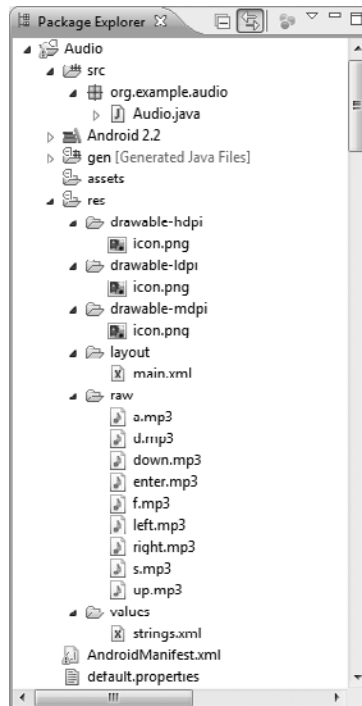 Package Explorer
Audio
src
org.example.audio
Audio.java
Android 2.2
gen [Generated Java Files]
assets
res
drawable-hdpi
icon.png
drawable-ldpi
icon.png
drawable-mdpi
icon.png
layout
main.xml
raw
a.mp3
d.mp3
down.mp3
enter.mp3
f.mp3
left.mp3
right.mp3
s.mp3
up.mp3
values
strings.xml
AndroidManifest.xml
default.properties